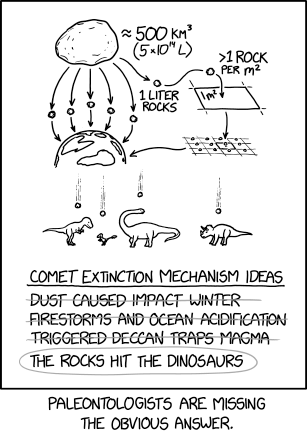 ≈ 500 KM³
(5×10¹⁴ L)
>1 ROCK
PER m²
1 LITER
ROCKS
1m²
COMET EXTINCTION MECHANISM IDEAS
DUST CAUSED IMPACT WINTER
FIRESTORMS AND OCEAN ACIDIFICATION
TRIGGERED DECCAN TRAPS MAGMA
THE ROCKS HIT THE DINOSAURS
PALEONTOLOGISTS ARE MISSING
THE OBVIOUS ANSWER.